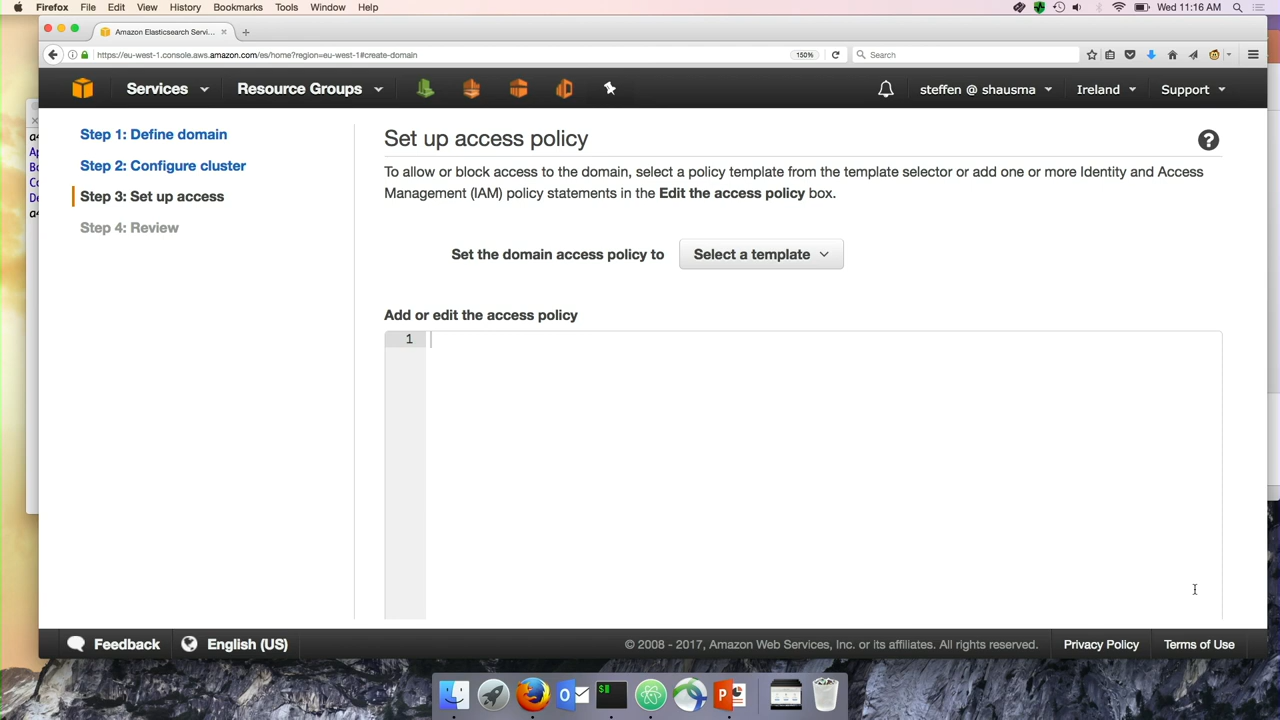 Firefox File Edit View History Bookmarks Tools Window Help Wed 11:16 AM
Amazon Elasticsearch Servi...
https://eu-west-1.console.aws.amazon.com/es/home?region=eu-west-1#create-domain 150% Search
Services Resource Groups steffen @ shausma Ireland Support
Step 1: Define domain
Step 2: Configure cluster
Step 3: Set up access
Step 4: Review
Set up access policy
To allow or block access to the domain, select a policy template from the template selector or add one or more Identity and Access
Management (IAM) policy statements in the Edit the access policy box.
Set the domain access policy to Select a template
Add or edit the access policy
1
Feedback English (US) © 2008 - 2017, Amazon Web Services, Inc. or its affiliates. All rights reserved. Privacy Policy Terms of Use